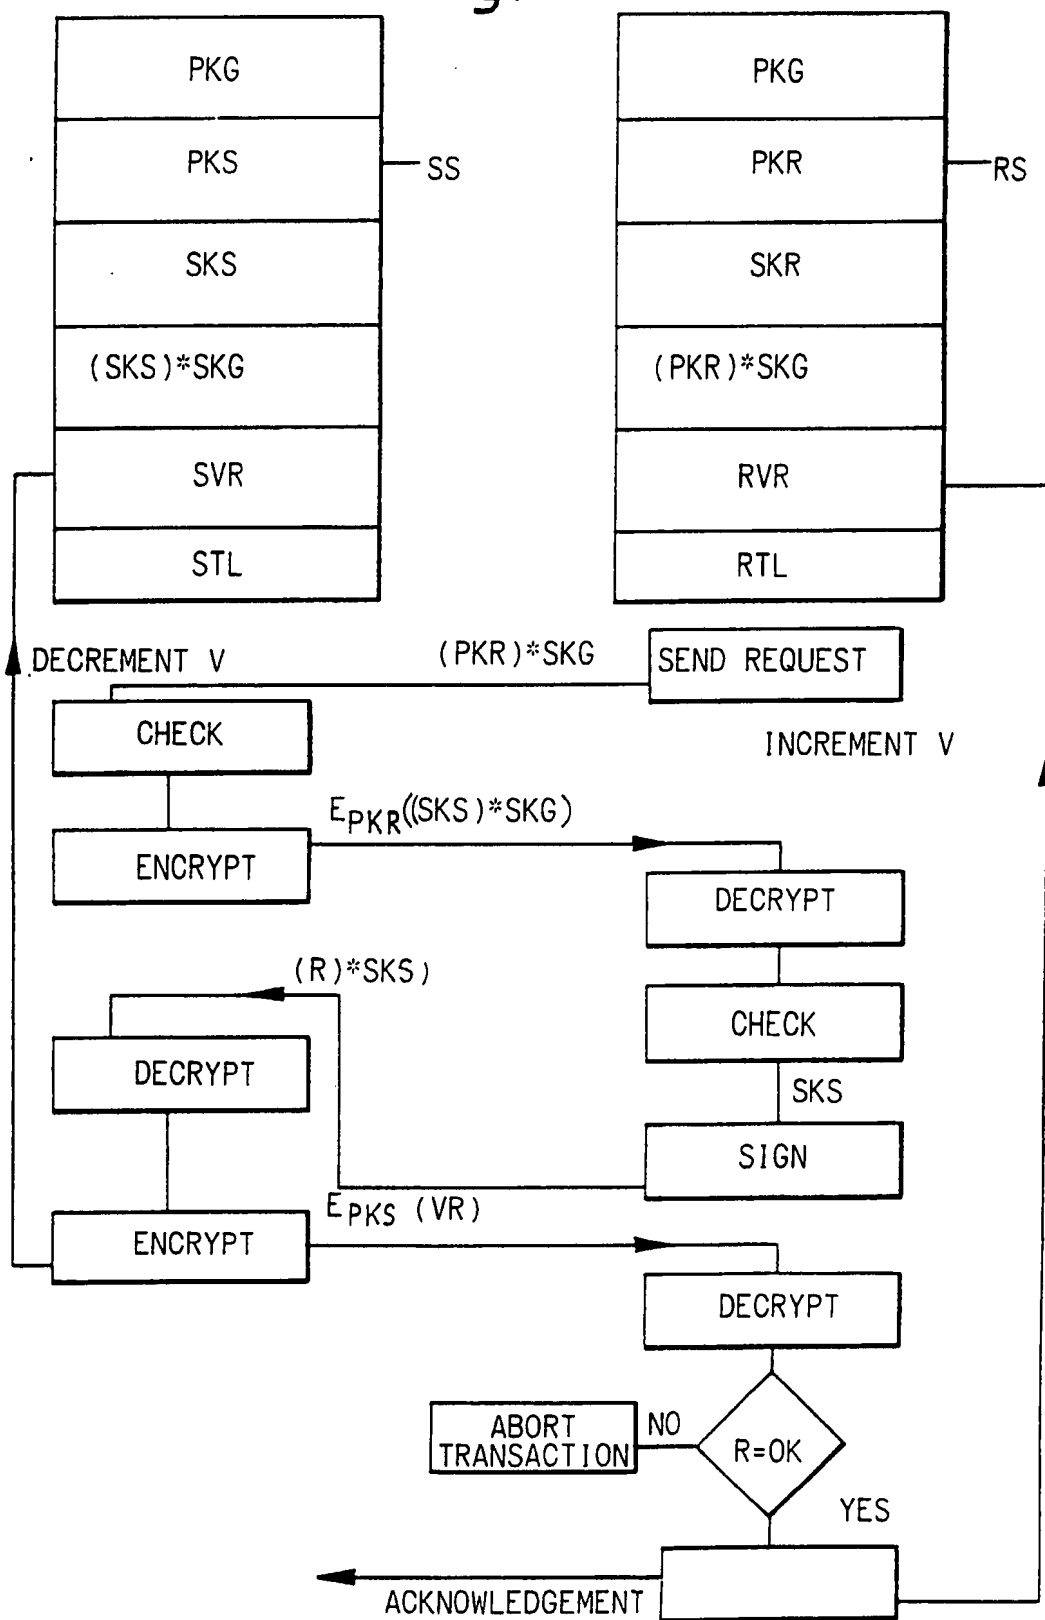 PKG
PKS
SS
SKS
(SKS)*SKG
SVR
STL
PKG
PKR
RS
SKR
(PKR)*SKG
RVR
RTL
DECREMENT V
(PKR)*SKG
SEND REQUEST
CHECK
INCREMENT V
EPKR((SKS)*SKG)
ENCRYPT
DECRYPT
(R)*SKS)
CHECK
DECRYPT
SKS
SIGN
EPKS (VR)
ENCRYPT
DECRYPT
ABORT
TRANSACTION
NO
R=OK
YES
ACKNOWLEDGEMENT